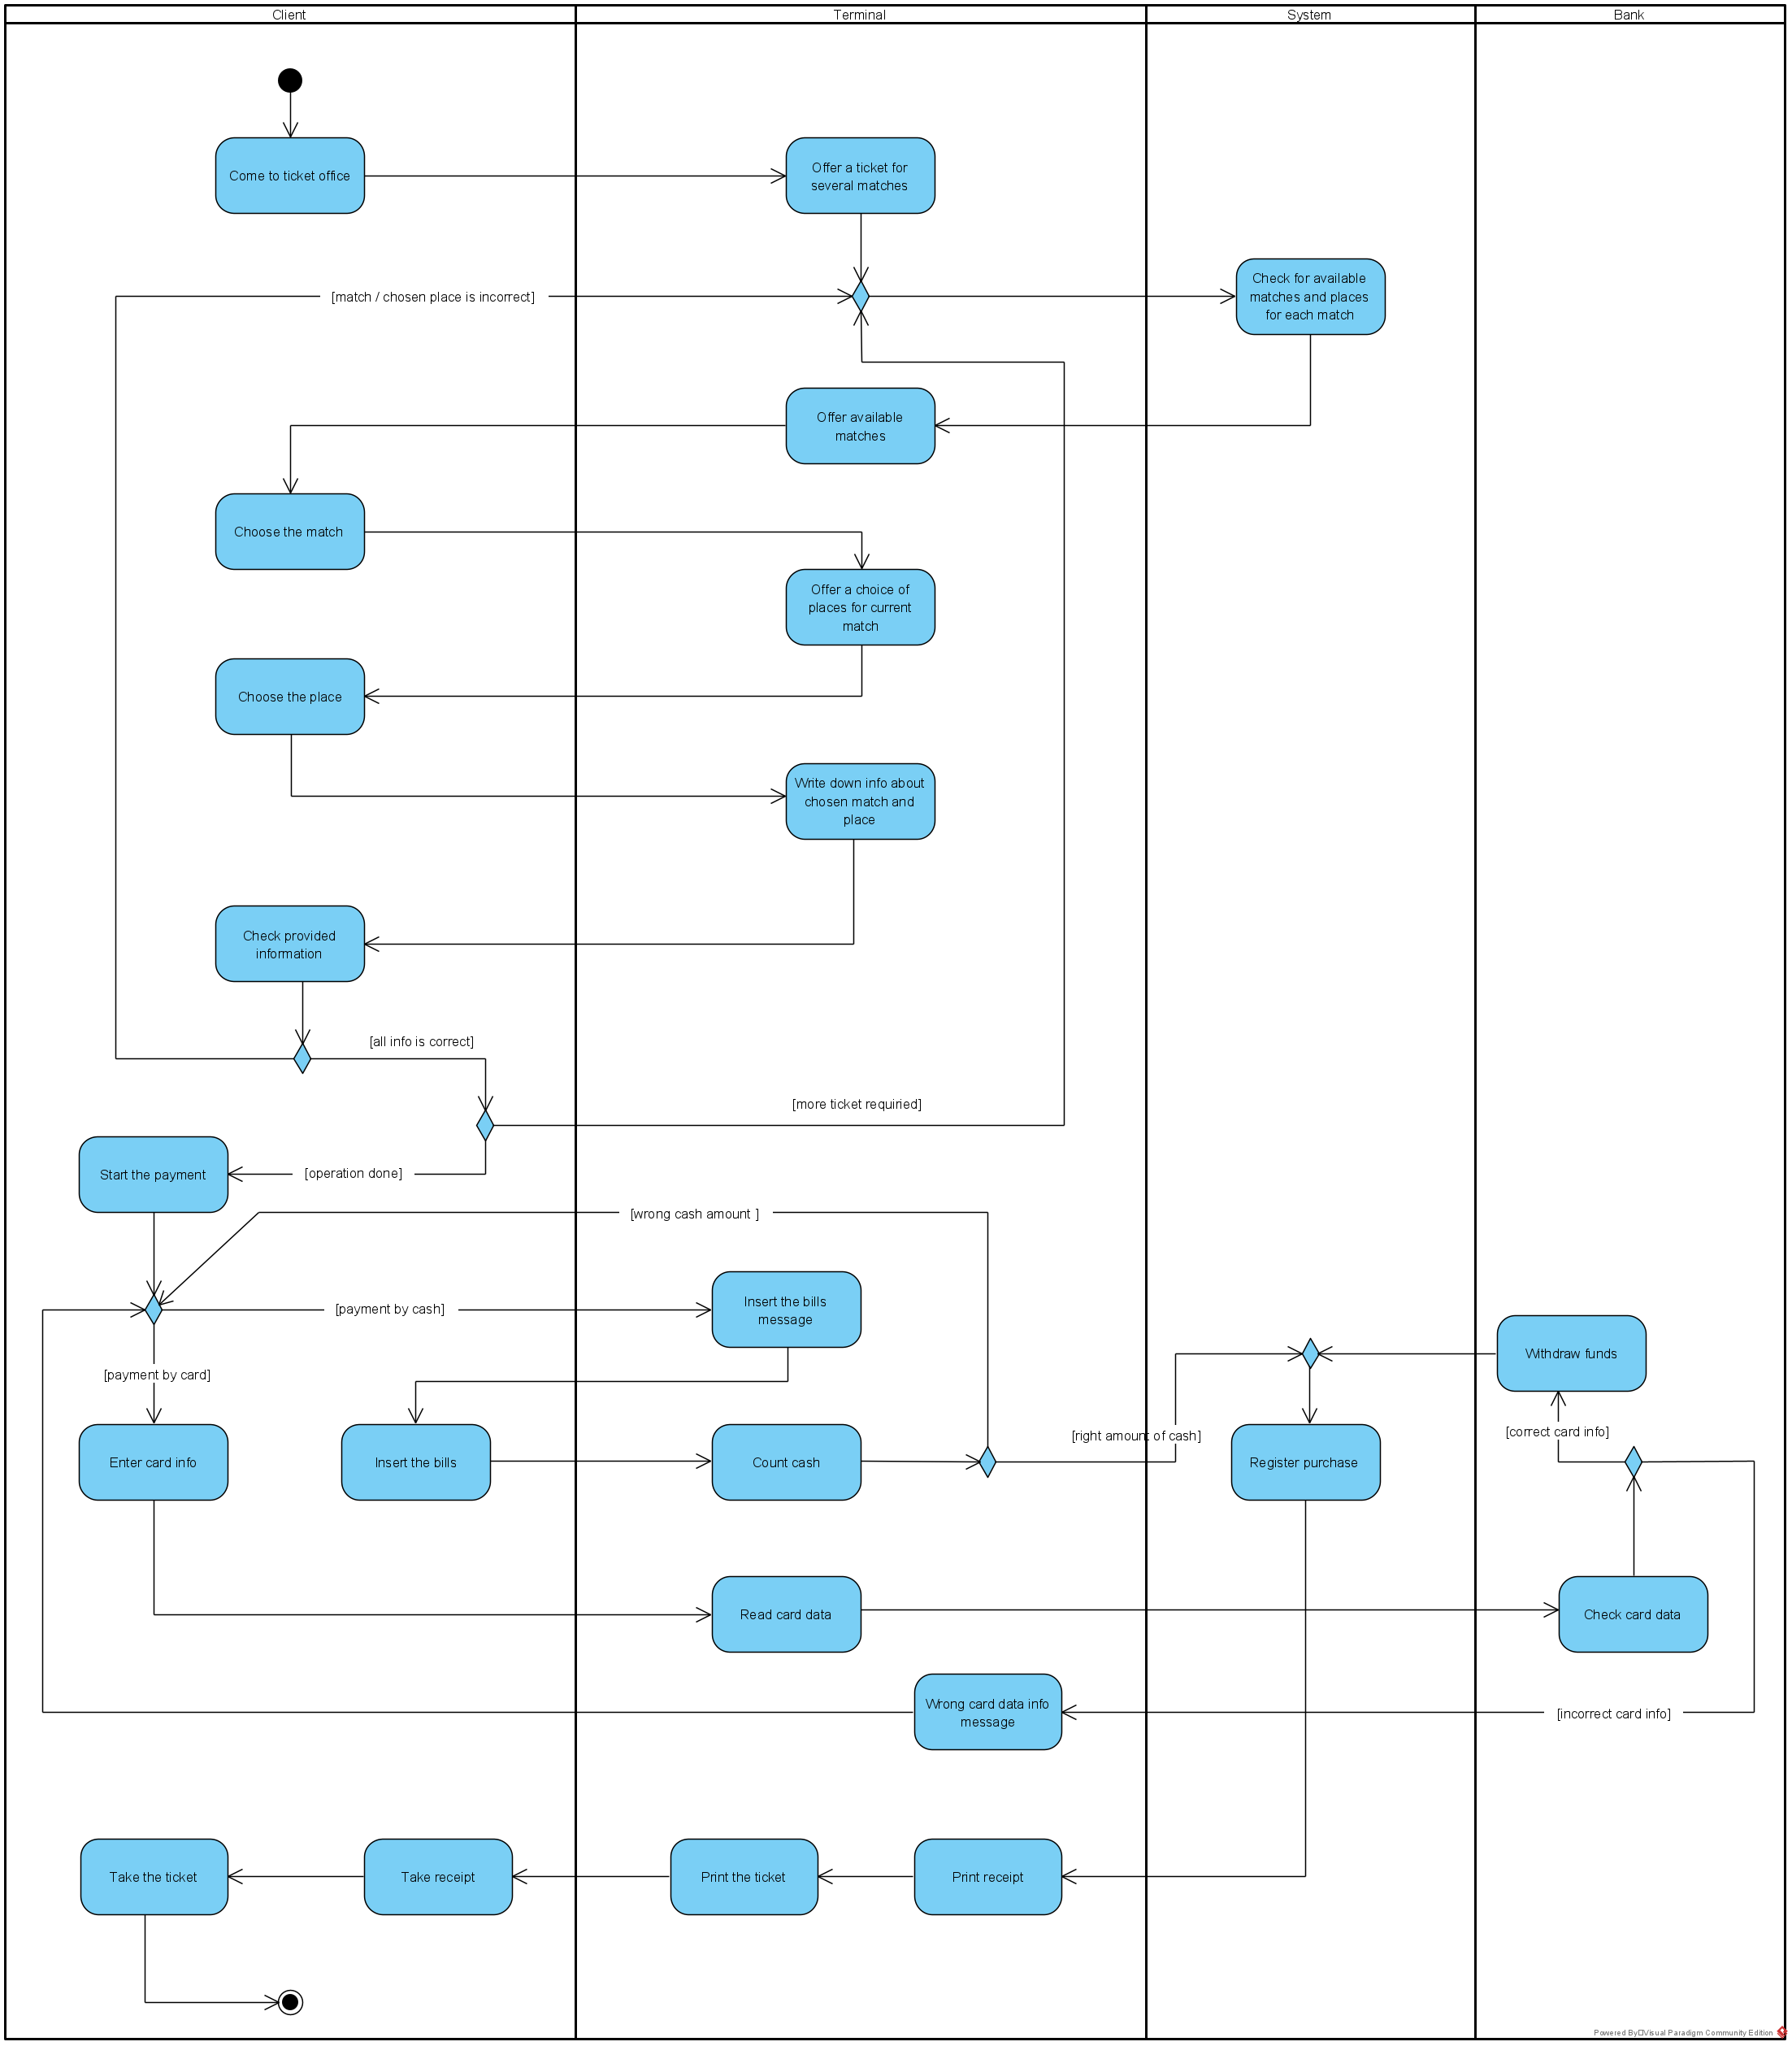 Client
Terminal
System
Bank
Come to ticket office
Offer a ticket for
several matches
[match / chosen place is incorrect]
Check for available
matches and places
for each match
Offer available
matches
Choose the match
Offer a choice of
places for current
match
Choose the place
Write down info about
chosen match and
place
Check provided
information
[all info is correct]
[more ticket requiried]
Start the payment
[operation done]
[wrong cash amount ]
Insert the bills
message
[payment by cash]
Withdraw funds
[payment by card]
[correct card info]
[right amount of cash]
Enter card info
Insert the bills
Count cash
Register purchase
Read card data
Check card data
Wrong card data info
message
[incorrect card info]
Take the ticket
Take receipt
Print the ticket
Print receipt
Powered By□Visual Paradigm Community Edition